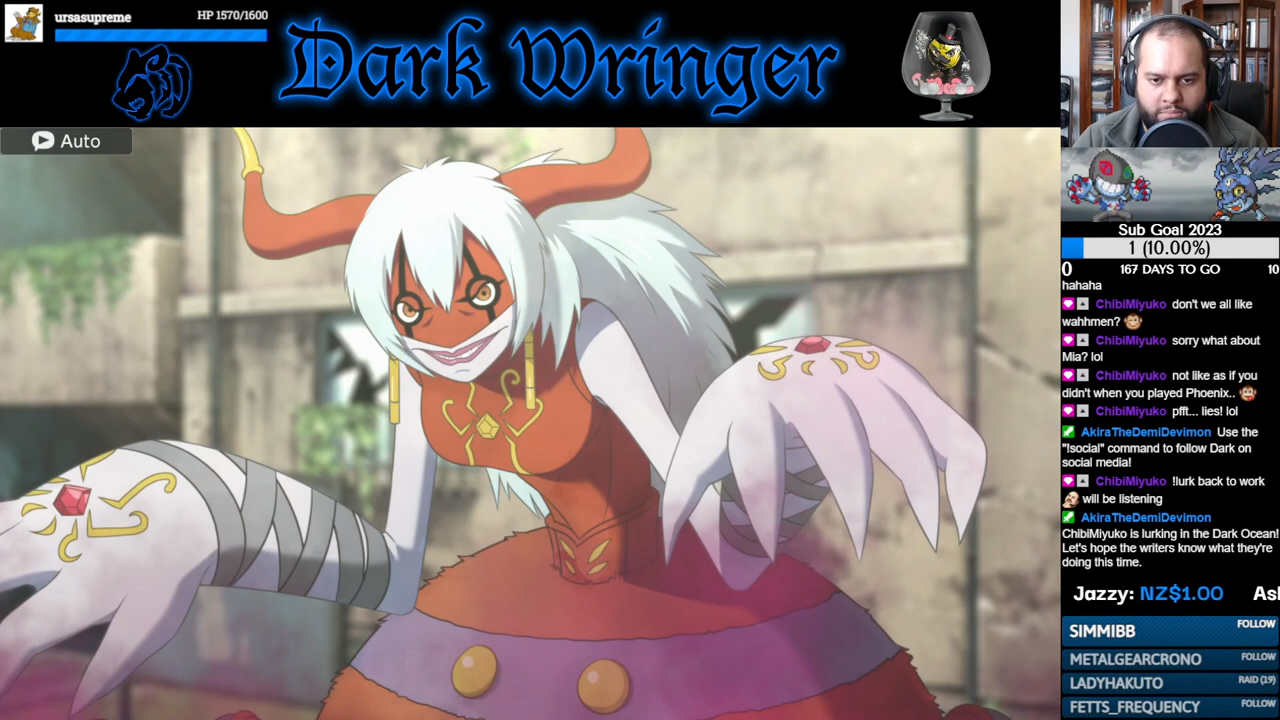 ursasupreme
HP 1570/1600
Dark Wringer
Auto
Sub Goal 2023
1 (10.00%)
0 167 DAYS TO GO 10
hahaha
ChibiMiyuko don't we all like
wahhmen?
ChibiMiyuko sorry what about
Mia? lol
ChibiMiyuko not like as if you
didn't when you played Phoenix..
ChibiMiyuko pfft... lies! lol
AkiraTheDemiDevimon Use the
"!social" command to follow Dark on
social media!
ChibiMiyuko !lurk back to work
will be listening
AkiraTheDemiDevimon
ChibiMiyuko is lurking in the Dark Ocean!
Let's hope the writers know what they're
doing this time.
Jazzy: NZ$1.00 Asl
SIMMIBB FOLLOW
METALGEARCRONO FOLLOW
LADYHAKUTO RAID (19)
FETTS_FREQUENCY FOLLOW